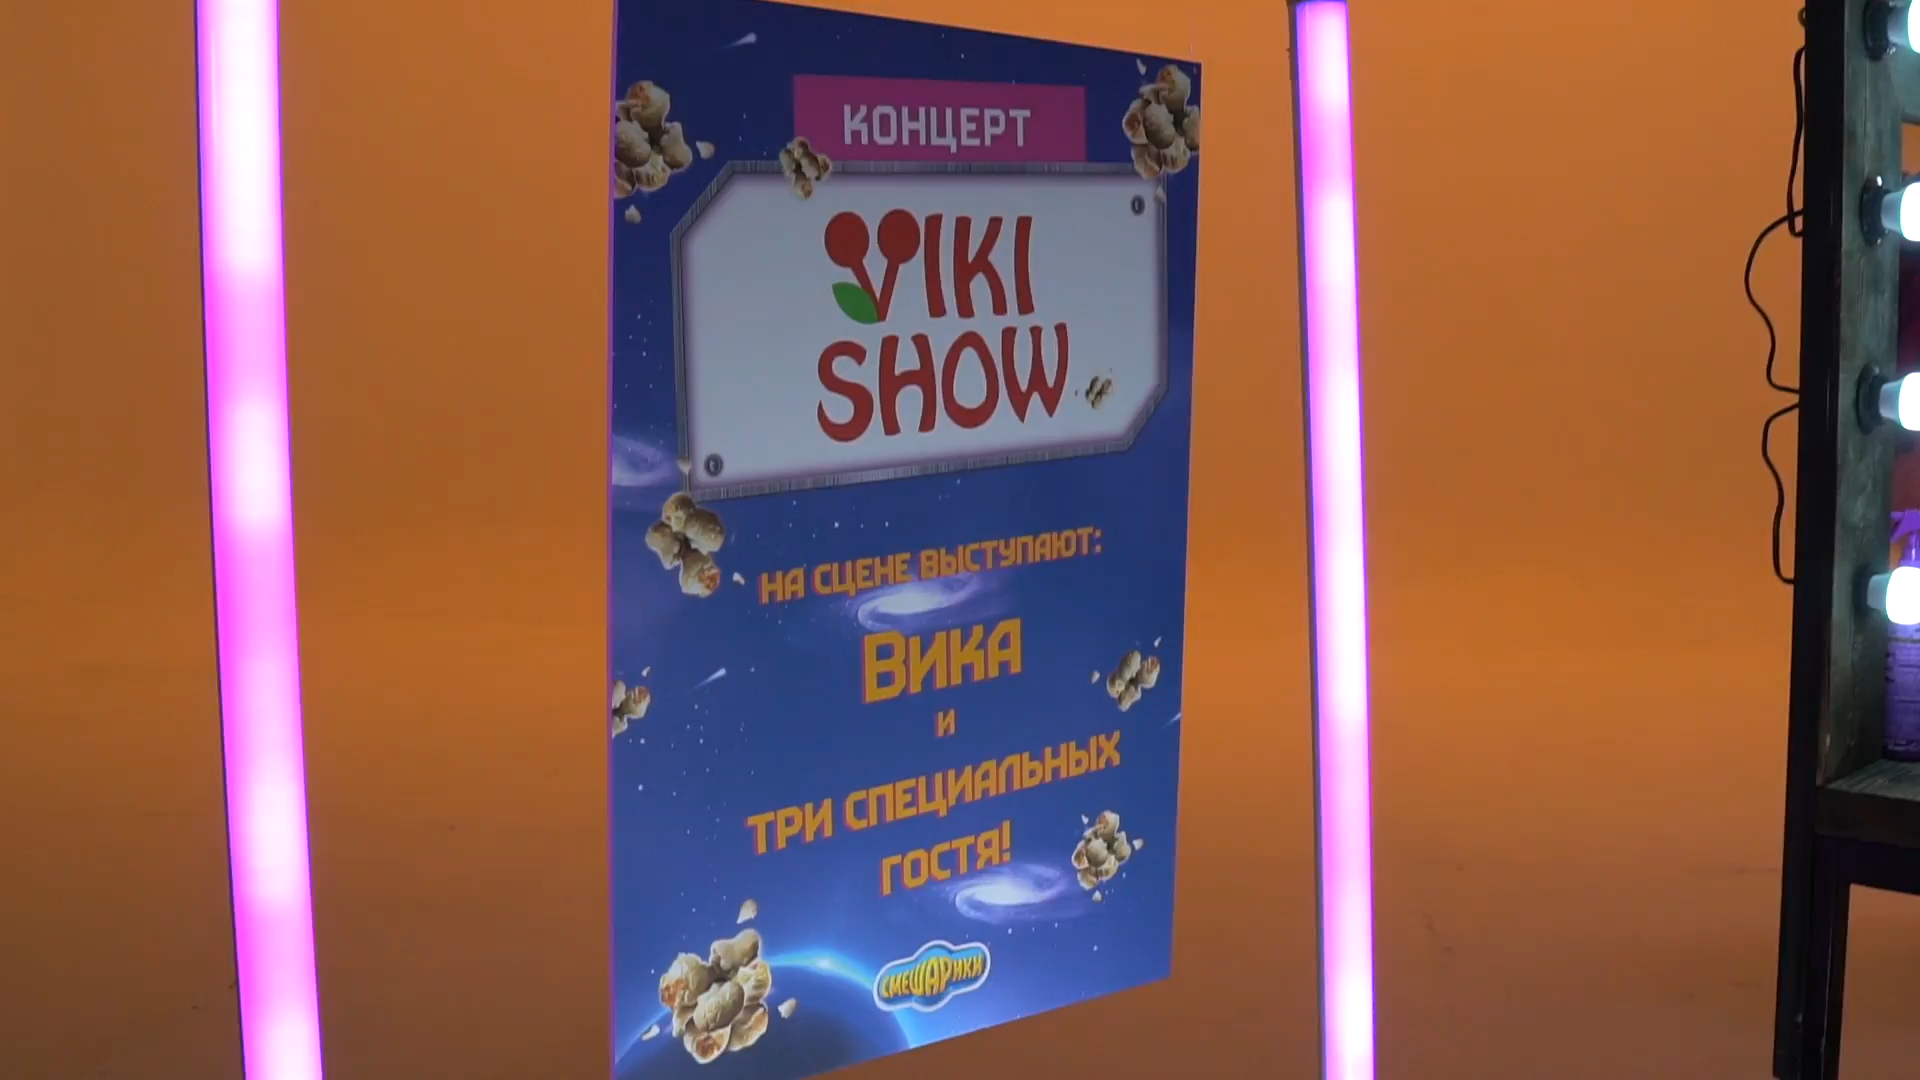 КОНЦЕРТ
VIKI
SHOW
НА СЦЕНЕ ВЫСТУПАЮТ:
ВИКА
И
ТРИ СПЕЦИАЛЬНЫХ
ГОСТЯ!
СМЕШАРИКИ